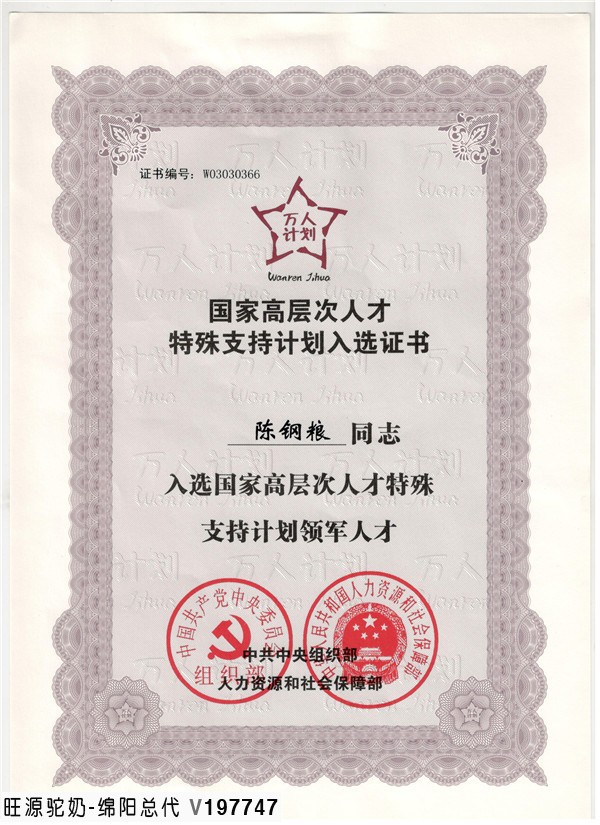 证书编号：W03030366
万人
计划
Wanren Jihua
国家高层次人才
特殊支持计划入选证书
陈钢粮 同志
入选国家高层次人才特殊
支持计划领军人才
中国共产党中央委员会
组织部
中华人民共和国人力资源和社会保障部
中共中央组织部
人力资源和社会保障部
旺源驼奶-绵阳总代 V197747